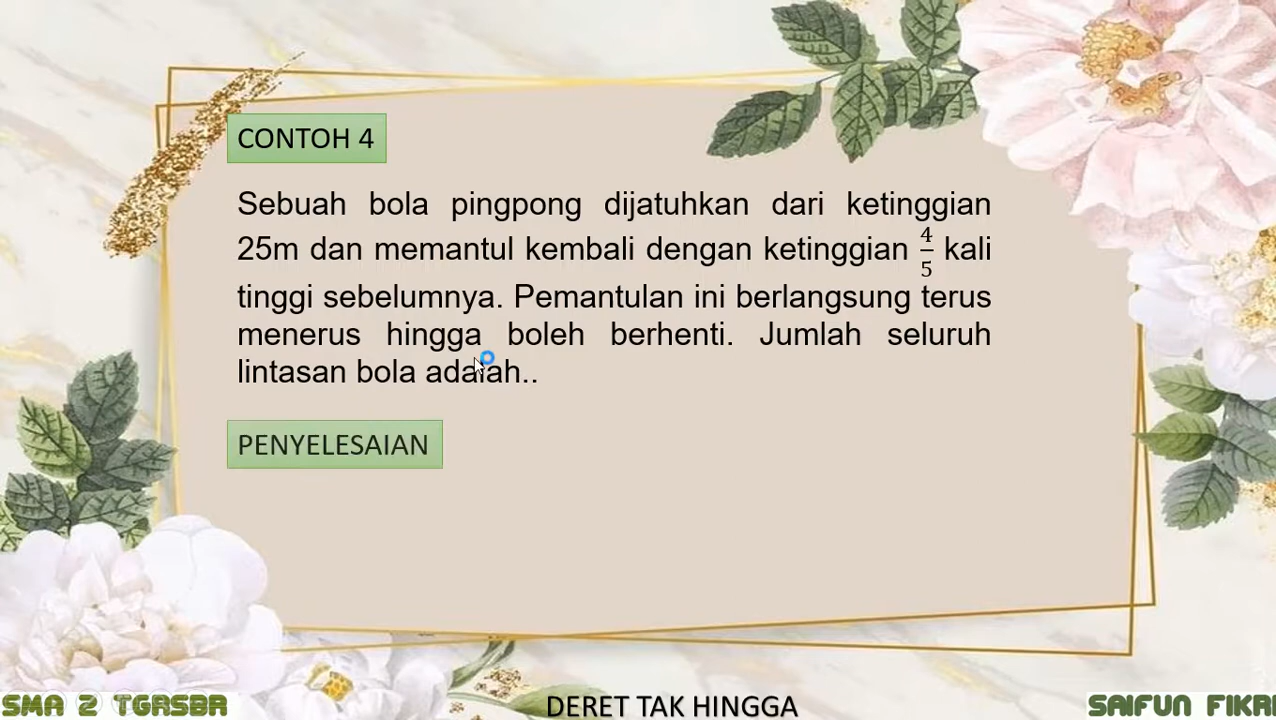 CONTOH 4
Sebuah bola pingpong dijatuhkan dari ketinggian
25m dan memantul kembali dengan ketinggian 4/5 kali
tinggi sebelumnya. Pemantulan ini berlangsung terus
menerus hingga boleh berhenti. Jumlah seluruh
lintasan bola adalah..
PENYELESAIAN
SMA 2 TGRSBR
DERET TAK HINGGA
SAIFUN FIKRI